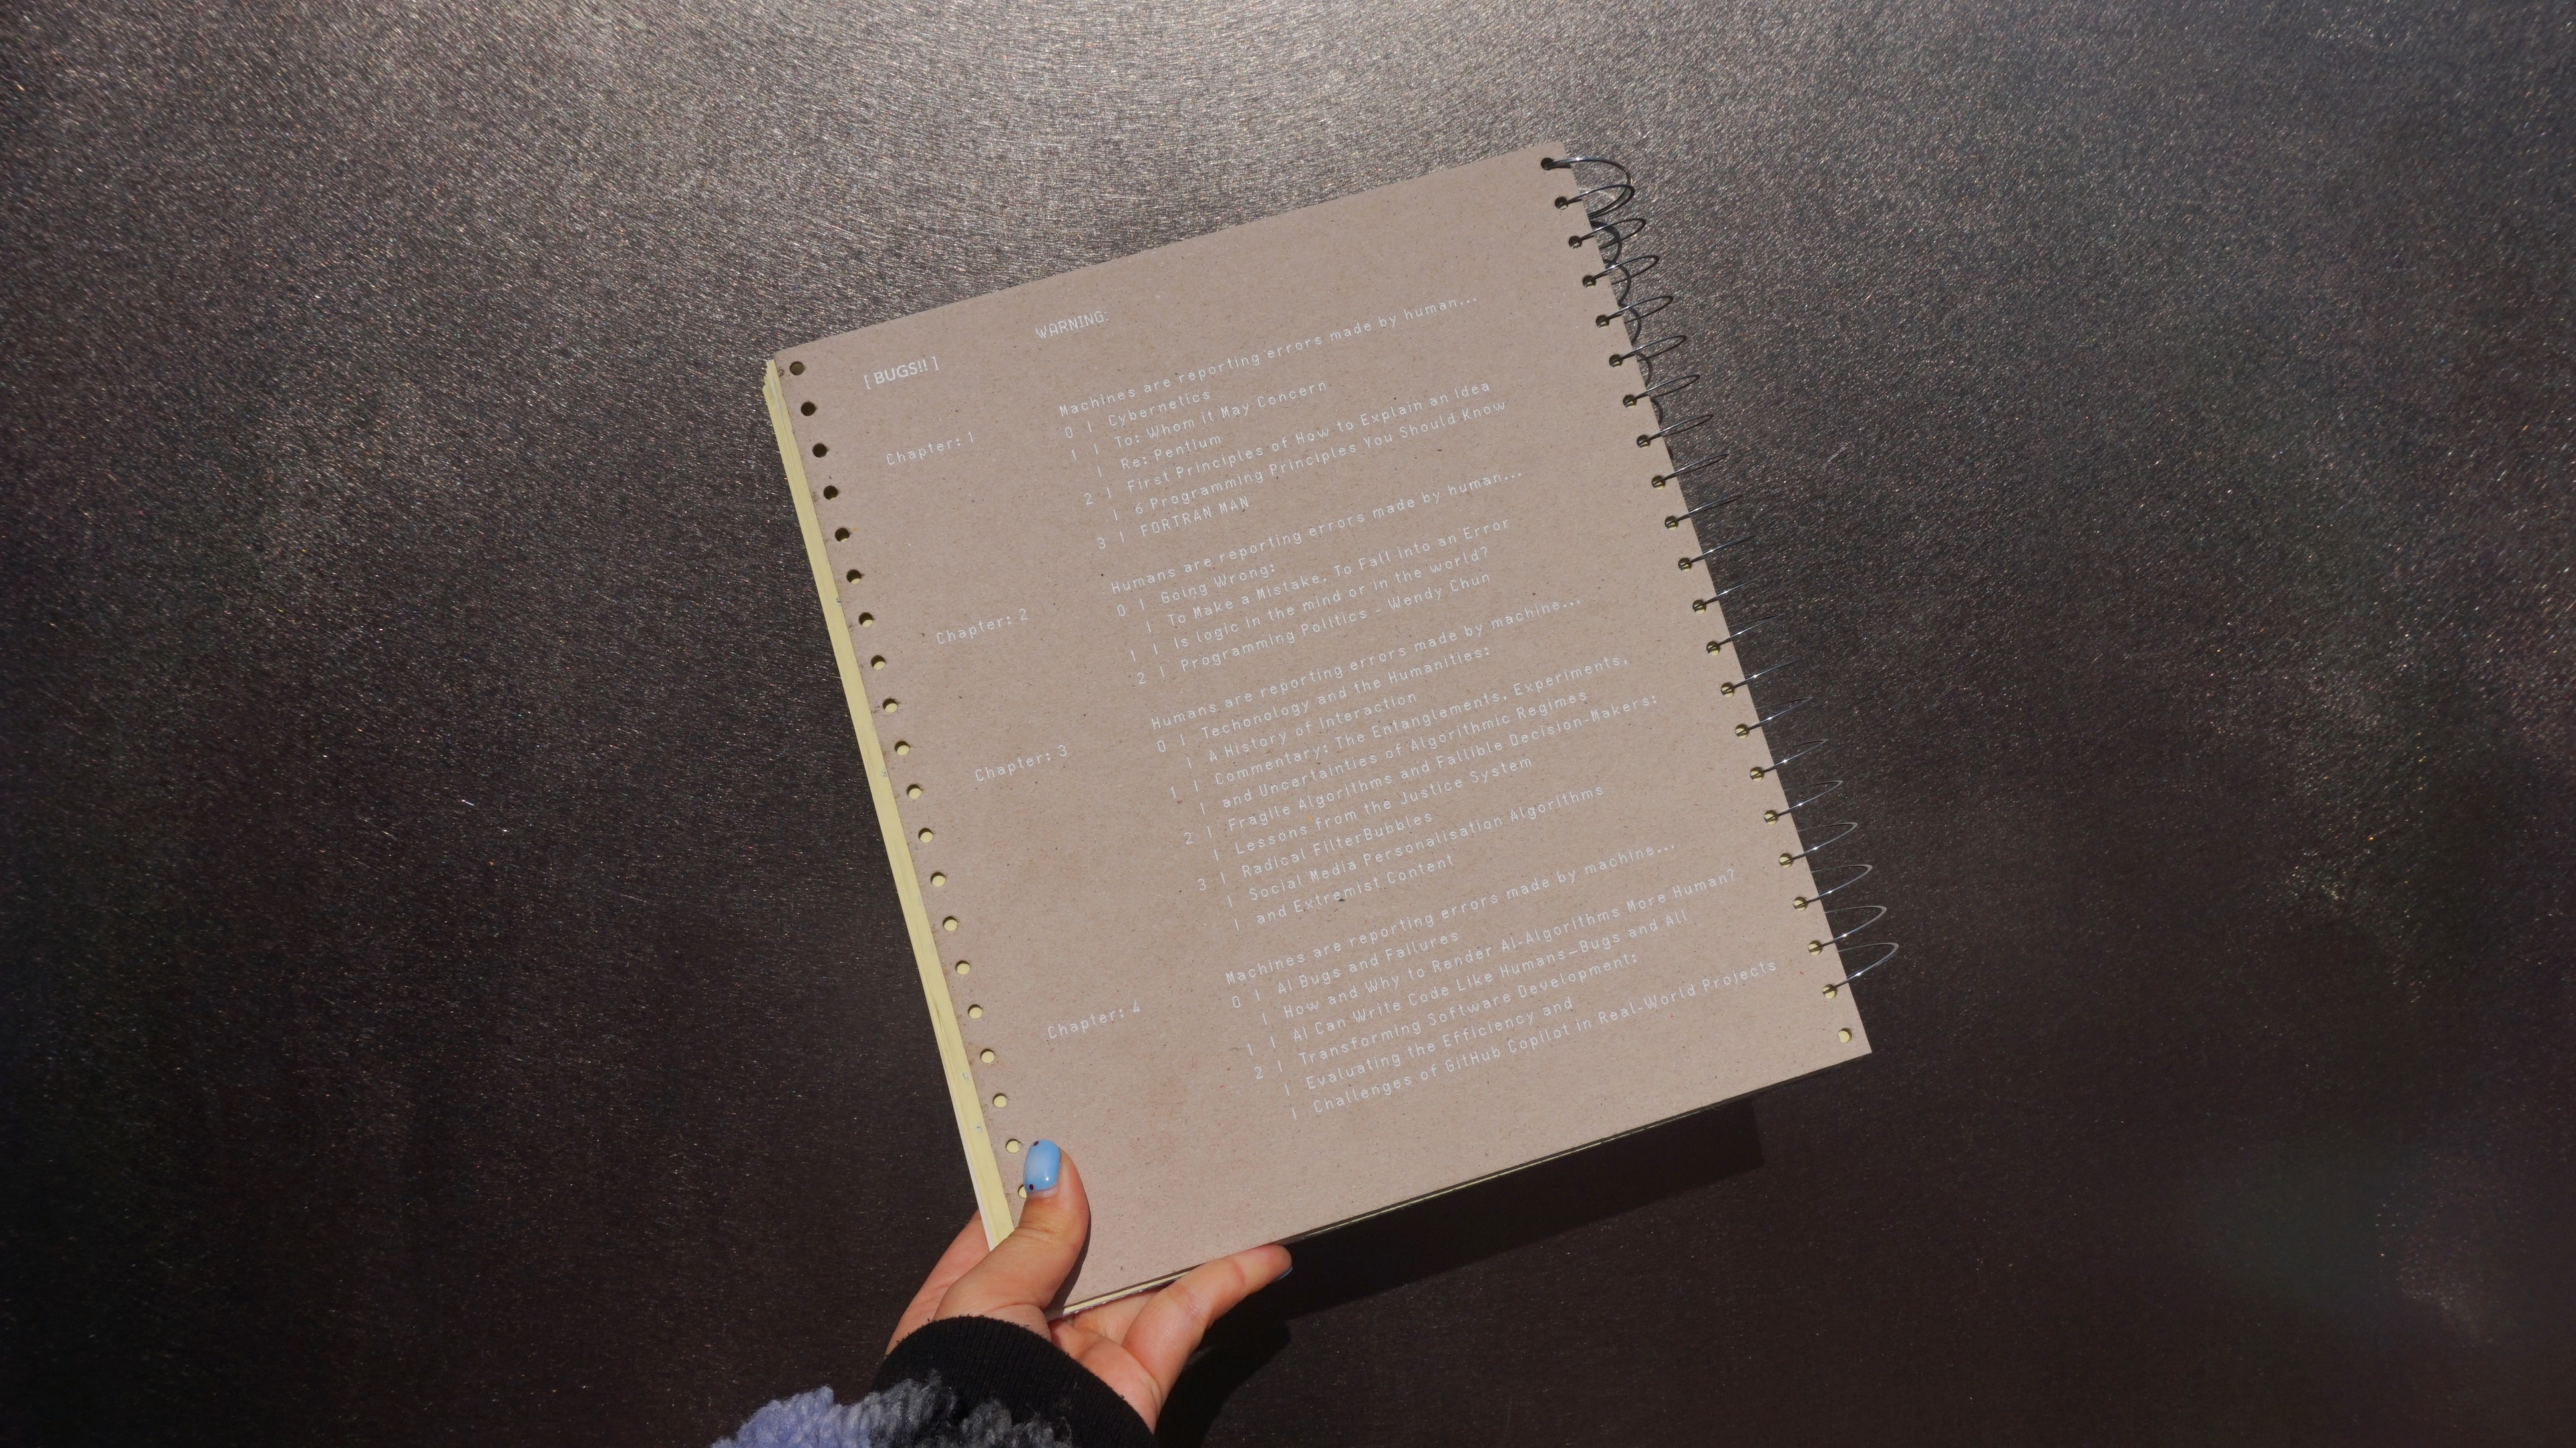 WARNING:
[ BUGS!! ]
Chapter: 1
Machines are reporting errors made by human...
0 | Cybernetics
1 | To: Whom it May Concern
| Re: Pentium
2 | First Principles of How to Explain an Idea
| 6 Programming Principles You Should Know
3 | FORTRAN MAN
Chapter: 2
Humans are reporting errors made by human...
0 | Going Wrong:
| To Make a Mistake, To Fall into an Error
1 | Is logic in the mind or in the world?
2 | Programming Politics - Wendy Chun
Chapter: 3
Humans are reporting errors made by machine...
0 | Techonology and the Humanities:
| A History of Interaction
1 | Commentary: The Entanglements, Experiments,
| and Uncertainties of Algorithmic Regimes
2 | Fragile Algorithms and Fallible Decision-Makers:
| Lessons from the Justice System
3 | Radical FilterBubbles
| Social Media Personalisation Algorithms
| and Extremist Content
Chapter: 4
Machines are reporting errors made by machine...
0 | AI Bugs and Failures
| How and Why to Render AI-Algorithms More Human?
1 | AI Can Write Code Like Humans—Bugs and All
2 | Transforming Software Development:
| Evaluating the Efficiency and
| Challenges of GitHub Copilot in Real-World Projects